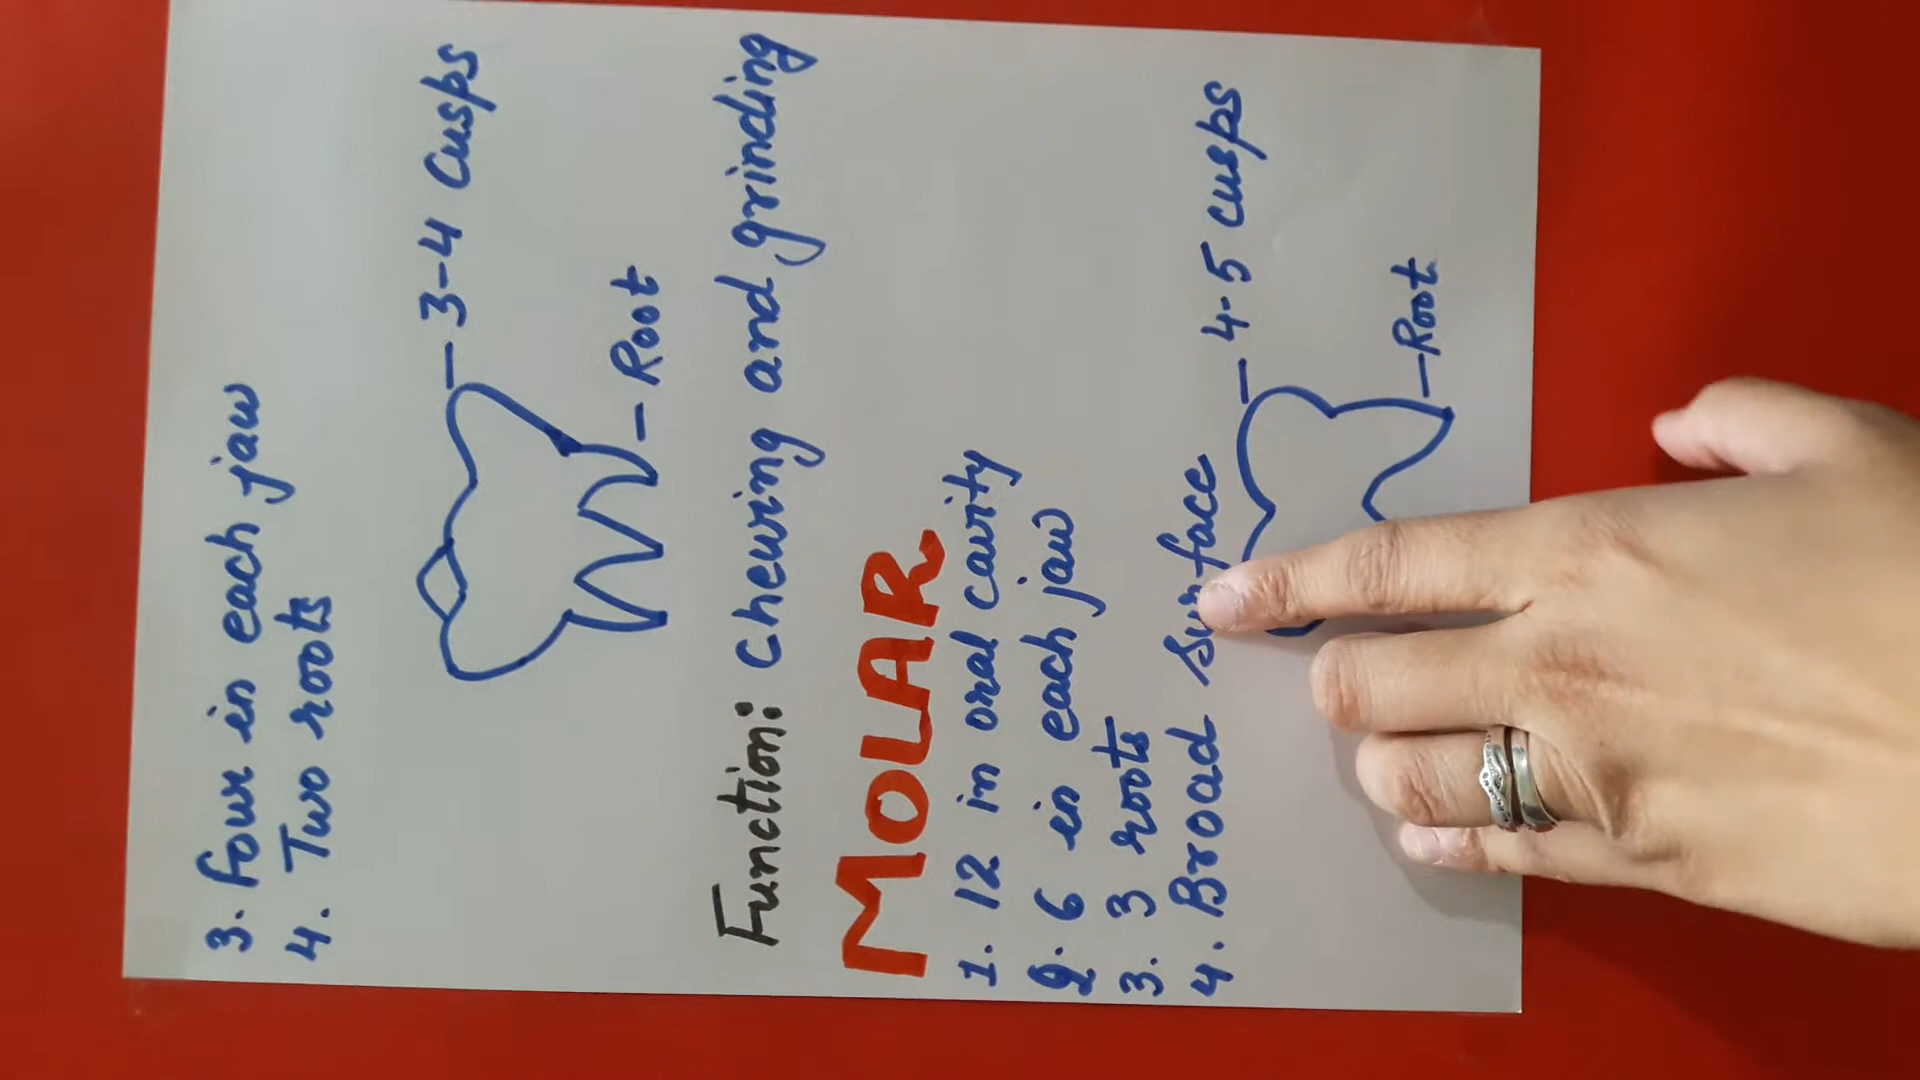 3. Four in each jaw
4. Two roots
3-4 Cusps
Root
Function: Chewing and grinding
MOLAR
1. 12 in oral cavity
2. 6 in each jaw
3. 3 roots
4. Broad surface
4-5 cusps
Root